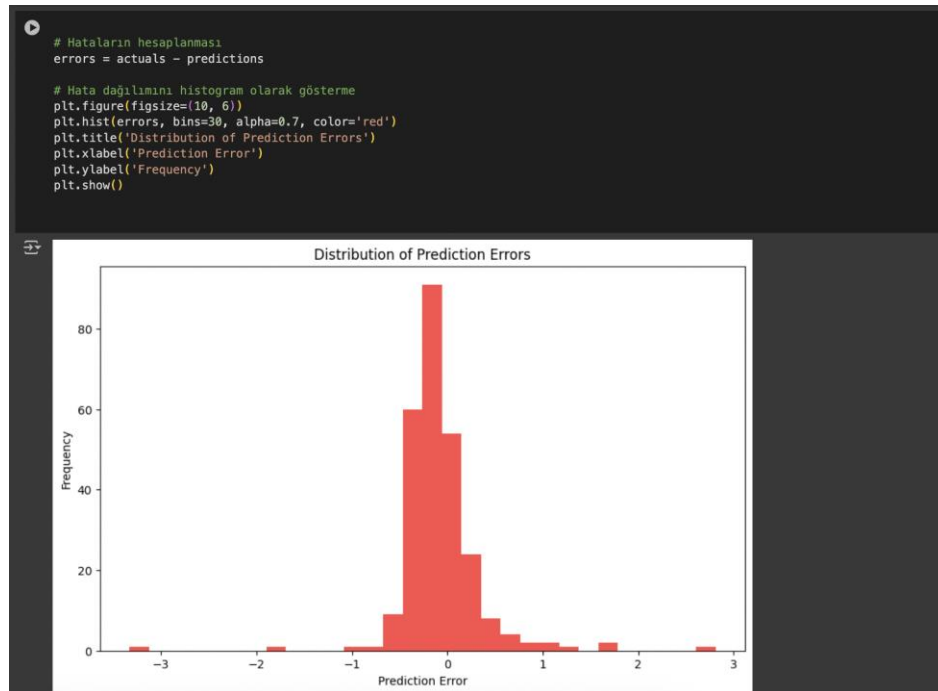 # Hataların hesaplanması
errors = actuals - predictions
# Hata dağılımını histogram olarak gösterme
plt.figure(figsize=(10, 6))
plt.hist(errors, bins=30, alpha=0.7, color='red')
plt.title('Distribution of Prediction Errors')
plt.xlabel('Prediction Error')
plt.ylabel('Frequency')
plt.show()
Distribution of Prediction Errors
80
60
40
20
0
Frequency
−3 −2 −1 0 1 2 3
Prediction Error